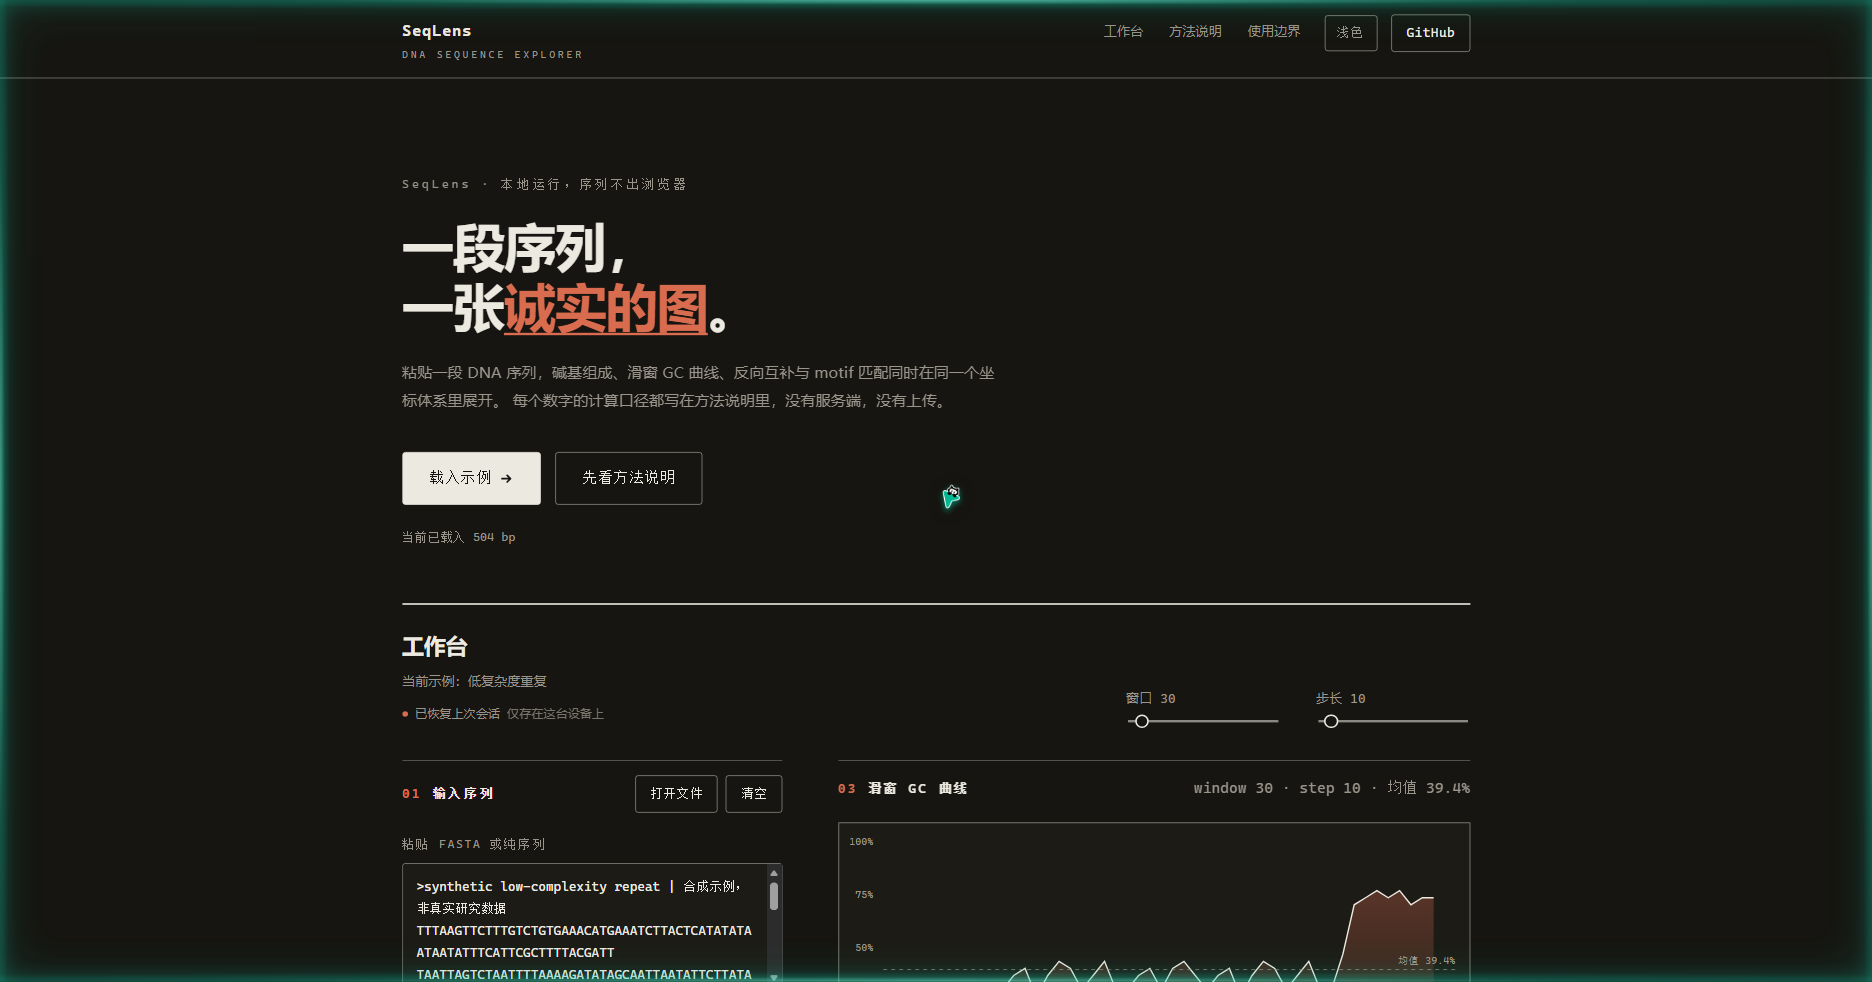 SeqLens
DNA SEQUENCE EXPLORER
工作台
方法说明
使用边界
浅色
GitHub
SeqLens · 本地运行，序列不出浏览器
一段序列，
一张诚实的图。
粘贴一段 DNA 序列，碱基组成、滑窗 GC 曲线、反向互补与 motif 匹配同时在同一个坐
标体系里展开。 每个数字的计算口径都写在方法说明里，没有服务端，没有上传。
载入示例 →
先看方法说明
当前已载入 504 bp
工作台
当前示例：低复杂度重复
已恢复上次会话 仅存在这台设备上
窗口 30
步长 10
01 输入序列
打开文件
清空
粘贴 FASTA 或纯序列
>synthetic low-complexity repeat | 合成示例，
非真实研究数据
TTTAAGTTCTTTGTCTGTGAAACATGAAATCTTACTCATATATA
ATAATATTTCATTCGCTTTTACGATT
TAATTAGTCTAATTTTAAAAGATATAGCAATTAATATTCTTATA
03 滑窗 GC 曲线
window 30 · step 10 · 均值 39.4%
100%
75%
50%
均值 39.4%